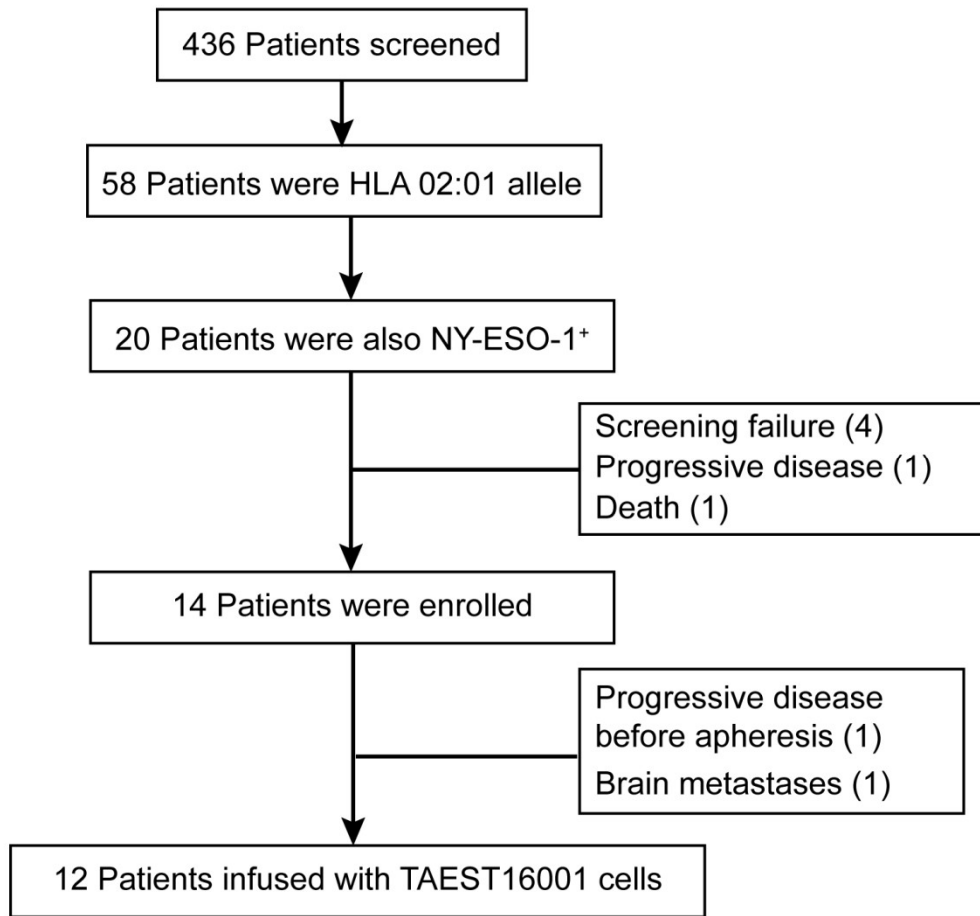 436 Patients screened
58 Patients were HLA 02:01 allele
20 Patients were also NY-ESO-1⁺
Screening failure (4)
Progressive disease (1)
Death (1)
14 Patients were enrolled
Progressive disease
before apheresis (1)
Brain metastases (1)
12 Patients infused with TAEST16001 cells